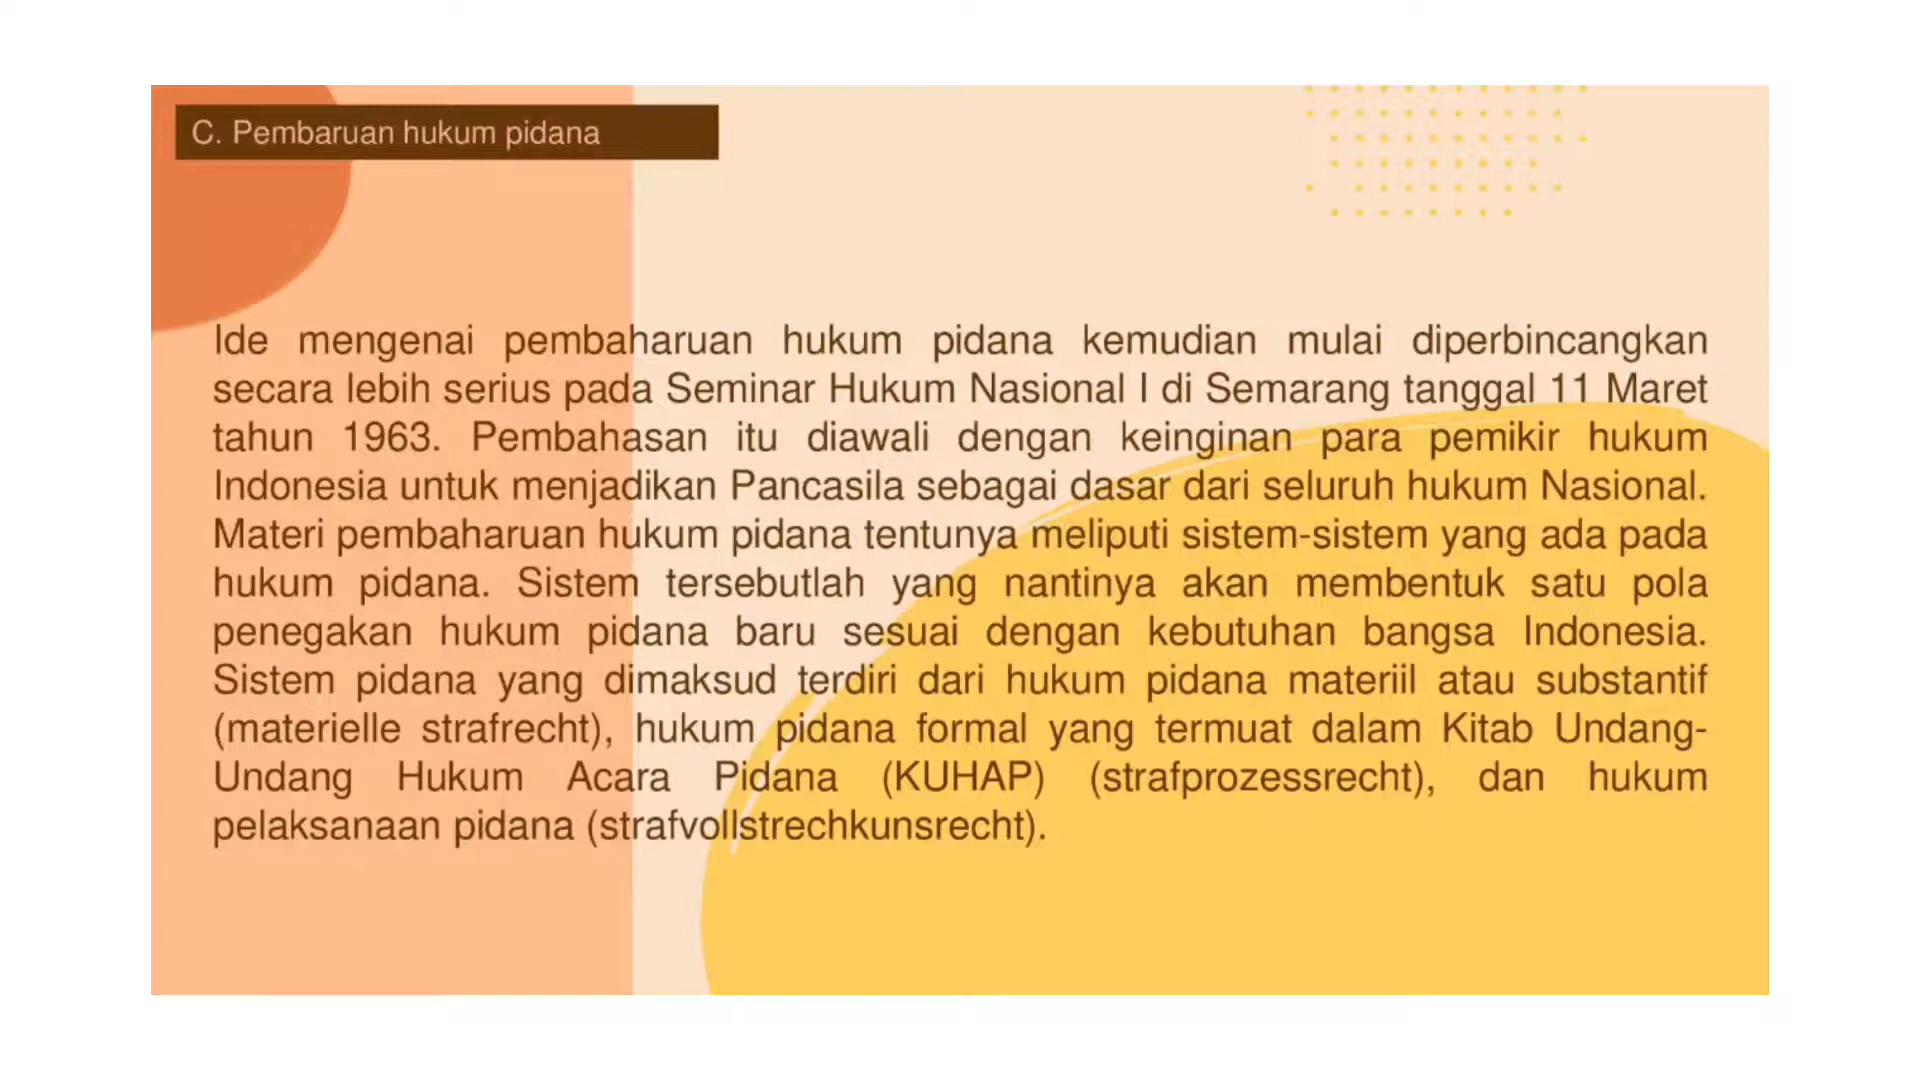 C. Pembaruan hukum pidana
Ide mengenai pembaharuan hukum pidana kemudian mulai diperbincangkan
secara lebih serius pada Seminar Hukum Nasional I di Semarang tanggal 11 Maret
tahun 1963. Pembahasan itu diawali dengan keinginan para pemikir hukum
Indonesia untuk menjadikan Pancasila sebagai dasar dari seluruh hukum Nasional.
Materi pembaharuan hukum pidana tentunya meliputi sistem-sistem yang ada pada
hukum pidana. Sistem tersebutlah yang nantinya akan membentuk satu pola
penegakan hukum pidana baru sesuai dengan kebutuhan bangsa Indonesia.
Sistem pidana yang dimaksud terdiri dari hukum pidana materiil atau substantif
(materielle strafrecht), hukum pidana formal yang termuat dalam Kitab Undang-
Undang Hukum Acara Pidana (KUHAP) (strafprozessrecht), dan hukum
pelaksanaan pidana (strafvollstrechkunsrecht).